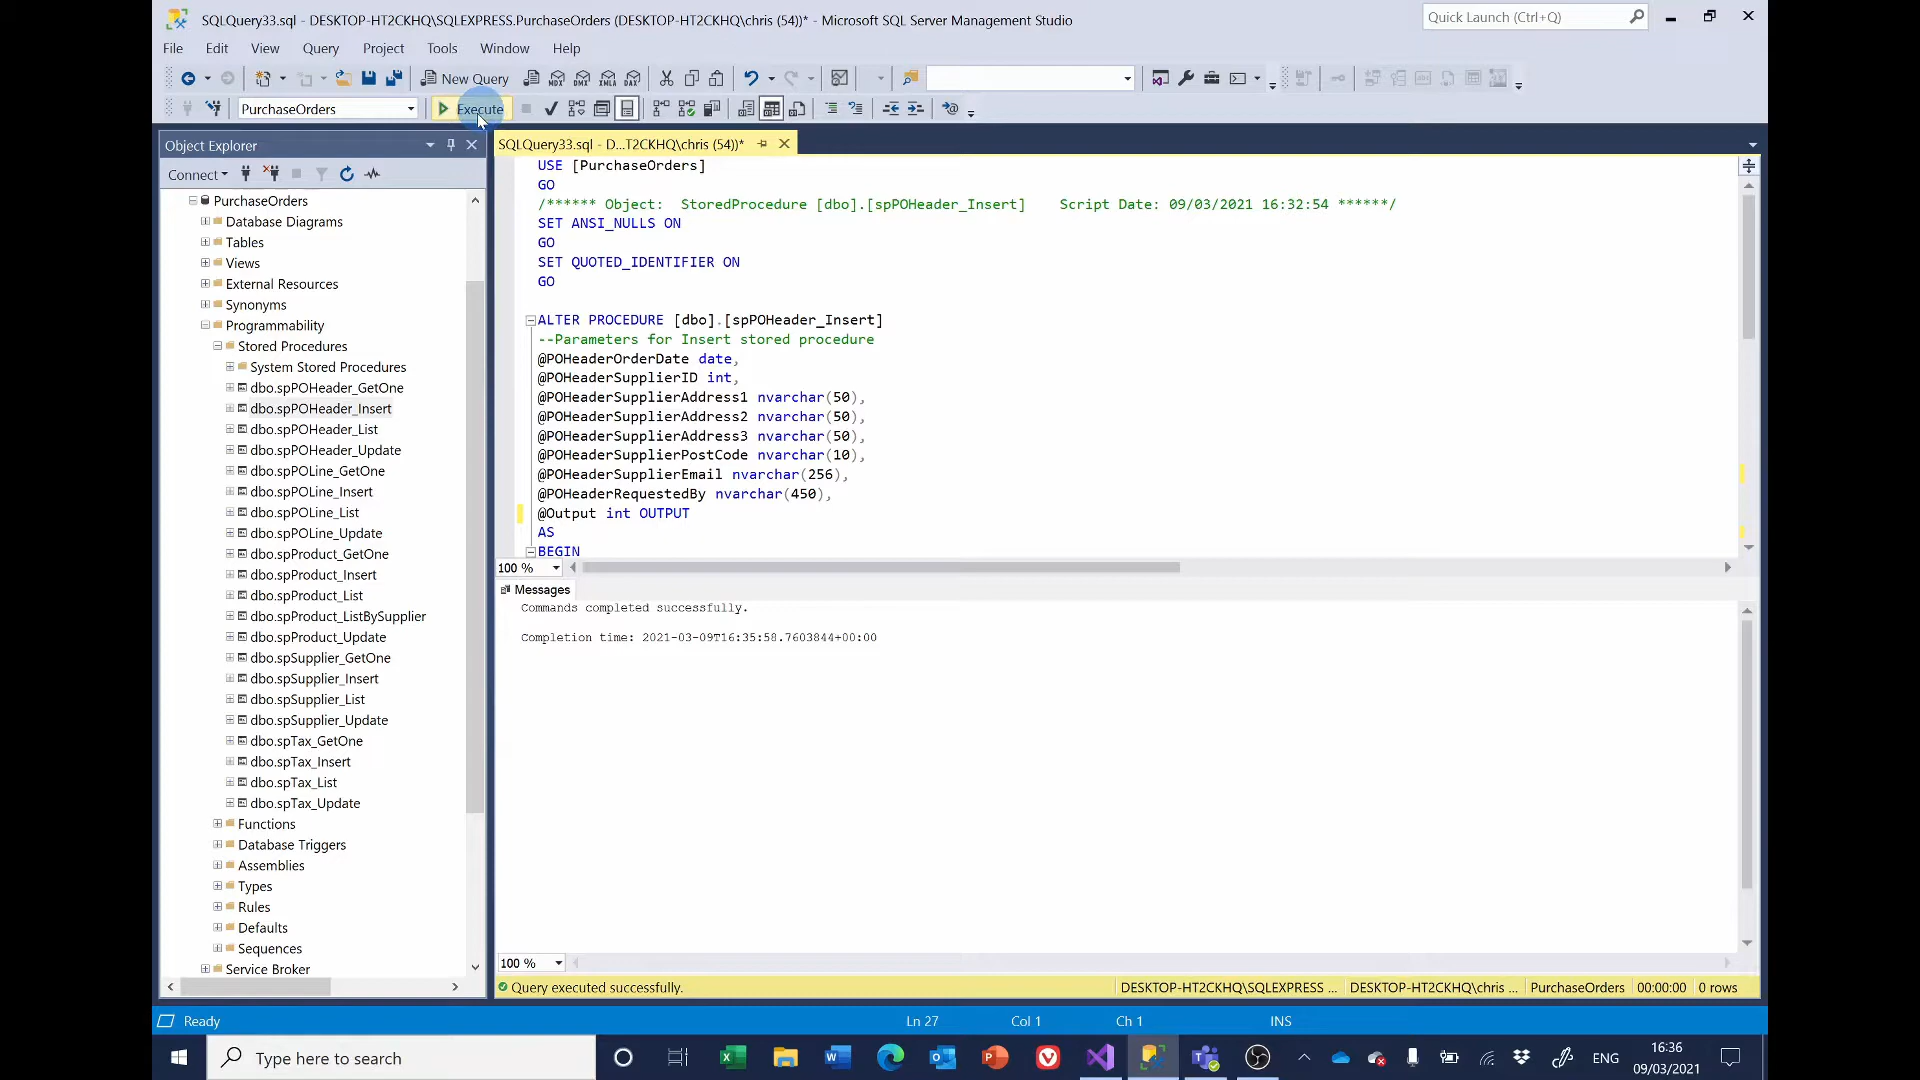 SQLQuery33.sql - DESKTOP-HT2CKHQ\SQLEXPRESS.PurchaseOrders (DESKTOP-HT2CKHQ\chris (54))* - Microsoft SQL Server Management Studio
Quick Launch (Ctrl+Q)
File Edit View Query Project Tools Window Help
New Query
PurchaseOrders
Execute
Object Explorer
Connect
PurchaseOrders
Database Diagrams
Tables
Views
External Resources
Synonyms
Programmability
Stored Procedures
System Stored Procedures
dbo.spPOHeader_GetOne
dbo.spPOHeader_Insert
dbo.spPOHeader_List
dbo.spPOHeader_Update
dbo.spPOLine_GetOne
dbo.spPOLine_Insert
dbo.spPOLine_List
dbo.spPOLine_Update
dbo.spProduct_GetOne
dbo.spProduct_Insert
dbo.spProduct_List
dbo.spProduct_ListBySupplier
dbo.spProduct_Update
dbo.spSupplier_GetOne
dbo.spSupplier_Insert
dbo.spSupplier_List
dbo.spSupplier_Update
dbo.spTax_GetOne
dbo.spTax_Insert
dbo.spTax_List
dbo.spTax_Update
Functions
Database Triggers
Assemblies
Types
Rules
Defaults
Sequences
Service Broker
SQLQuery33.sql - D...T2CKHQ\chris (54))*
USE [PurchaseOrders]
GO
/****** Object:  StoredProcedure [dbo].[spPOHeader_Insert]    Script Date: 09/03/2021 16:32:54 ******/
SET ANSI_NULLS ON
GO
SET QUOTED_IDENTIFIER ON
GO
ALTER PROCEDURE [dbo].[spPOHeader_Insert]
--Parameters for Insert stored procedure
@POHeaderOrderDate date,
@POHeaderSupplierID int,
@POHeaderSupplierAddress1 nvarchar(50),
@POHeaderSupplierAddress2 nvarchar(50),
@POHeaderSupplierAddress3 nvarchar(50),
@POHeaderSupplierPostCode nvarchar(10),
@POHeaderSupplierEmail nvarchar(256),
@POHeaderRequestedBy nvarchar(450),
@Output int OUTPUT
AS
BEGIN
100 %
Messages
Commands completed successfully.
Completion time: 2021-03-09T16:35:58.7603844+00:00
100 %
Query executed successfully.
DESKTOP-HT2CKHQ\SQLEXPRESS ... DESKTOP-HT2CKHQ\chris ... PurchaseOrders 00:00:00 0 rows
Ready Ln 27 Col 1 Ch 1 INS
Type here to search
ENG
16:36
09/03/2021